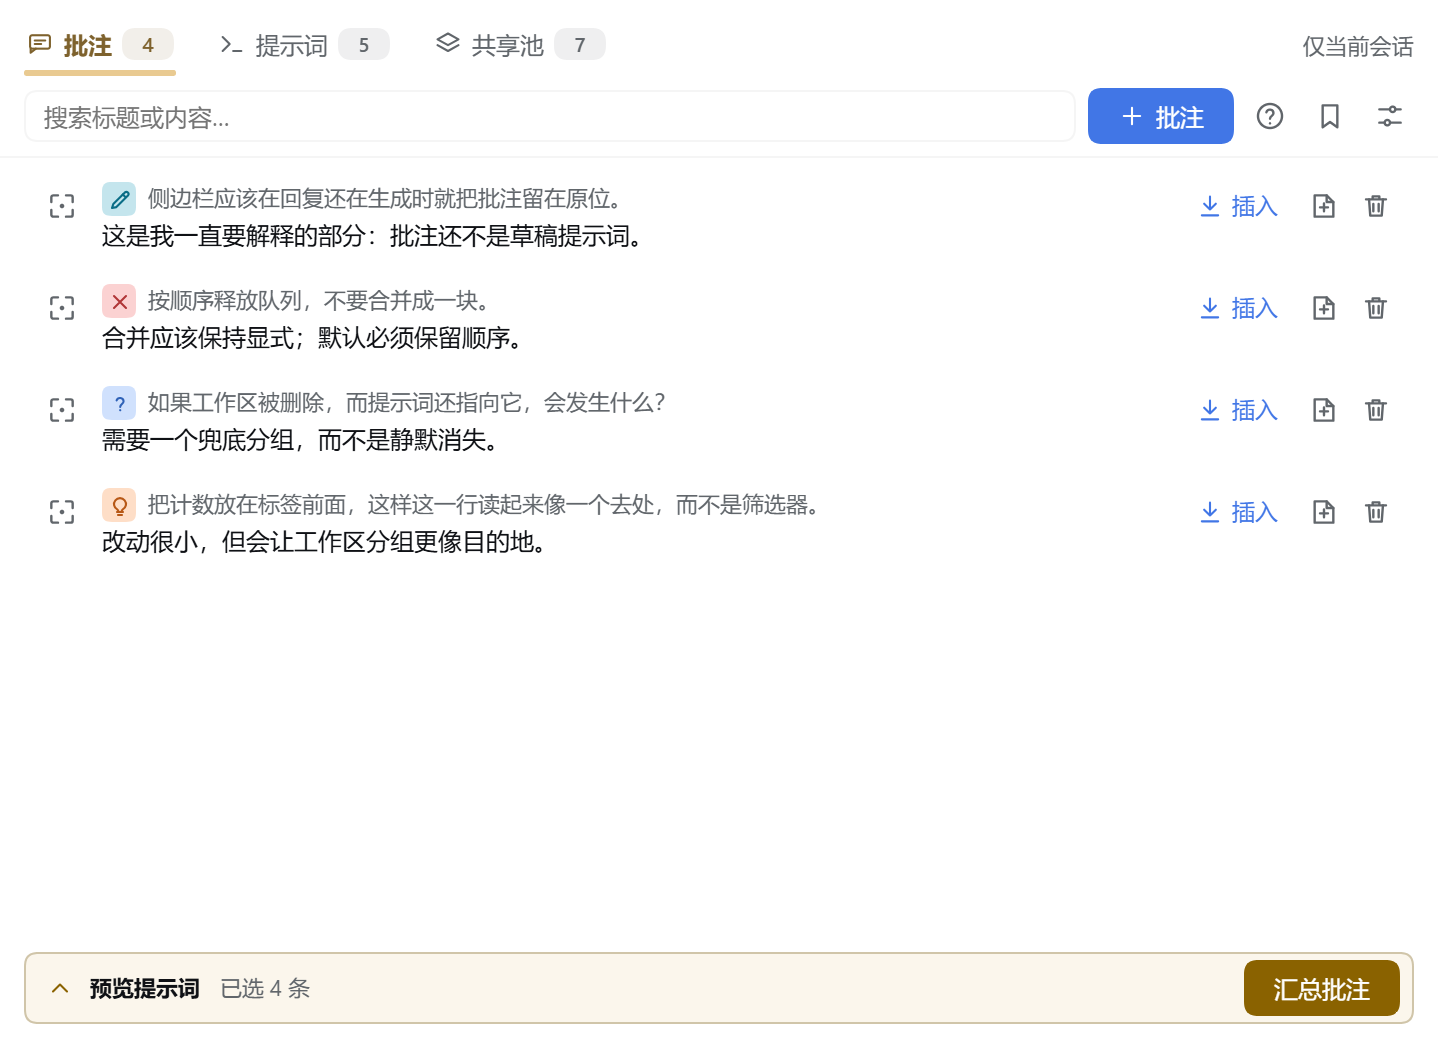 批注 4 提示词 5 共享池 7 仅当前会话
搜索标题或内容... + 批注
侧边栏应该在回复还在生成时就把批注留在原位。 插入
这是我一直要解释的部分：批注还不是草稿提示词。
按顺序释放队列，不要合并成一块。 插入
合并应该保持显式；默认必须保留顺序。
? 如果工作区被删除，而提示词还指向它，会发生什么？ 插入
需要一个兜底分组，而不是静默消失。
把计数放在标签前面，这样这一行读起来像一个去处，而不是筛选器。 插入
改动很小，但会让工作区分组更像目的地。
预览提示词 已选 4 条 汇总批注